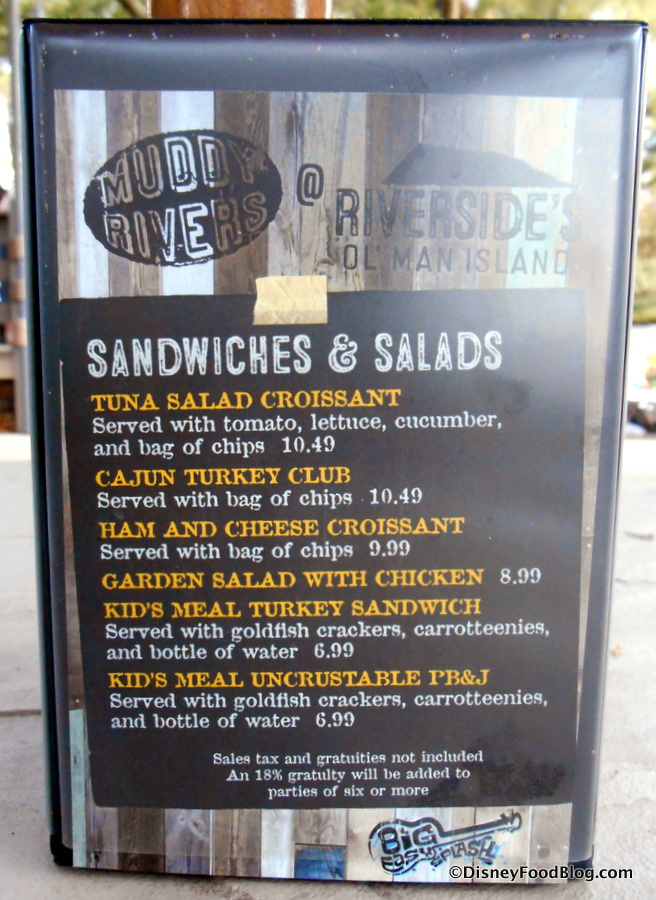 MUDDY
RIVERS
@
RIVERSIDE'S
OL' MAN ISLAND
SANDWICHES & SALADS
TUNA SALAD CROISSANT
Served with tomato, lettuce, cucumber,
and bag of chips 10.49
CAJUN TURKEY CLUB
Served with bag of chips 10.49
HAM AND CHEESE CROISSANT
Served with bag of chips 9.99
GARDEN SALAD WITH CHICKEN 8.99
KID'S MEAL TURKEY SANDWICH
Served with goldfish crackers, carrotteenies,
and bottle of water 6.99
KID'S MEAL UNCRUSTABLE PB&J
Served with goldfish crackers, carrotteenies,
and bottle of water 6.99
Sales tax and gratuities not included
An 18% gratuity will be added to
parties of six or more
BIG
EASY SPLASH
©DisneyFoodBlog.com